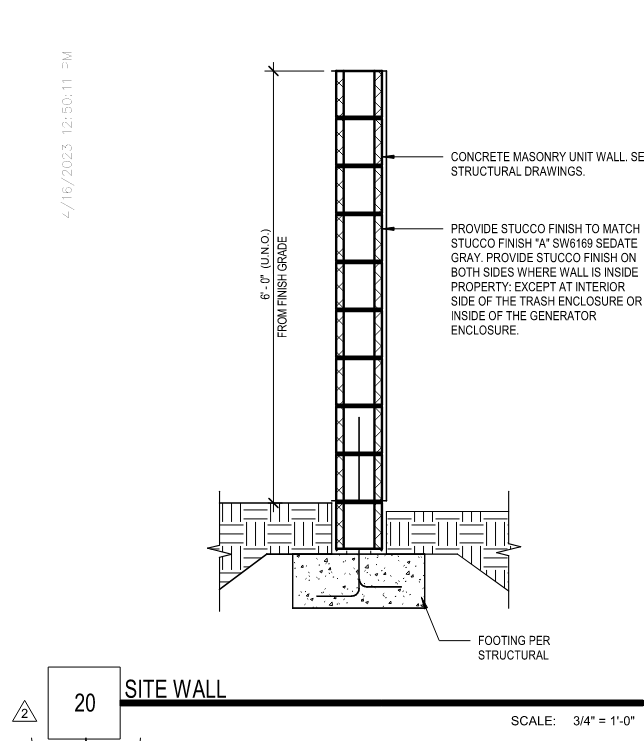 4/16/2023 12:50:11 PM
6'-0" (U.N.O.)
FROM FINISH GRADE
CONCRETE MASONRY UNIT WALL. SE
STRUCTURAL DRAWINGS.
PROVIDE STUCCO FINISH TO MATCH
STUCCO FINISH "A" SW6169 SEDATE
GRAY. PROVIDE STUCCO FINISH ON
BOTH SIDES WHERE WALL IS INSIDE
PROPERTY: EXCEPT AT INTERIOR
SIDE OF THE TRASH ENCLOSURE OR
INSIDE OF THE GENERATOR
ENCLOSURE.
FOOTING PER
STRUCTURAL
2
20
SITE WALL
SCALE: 3/4" = 1'-0"